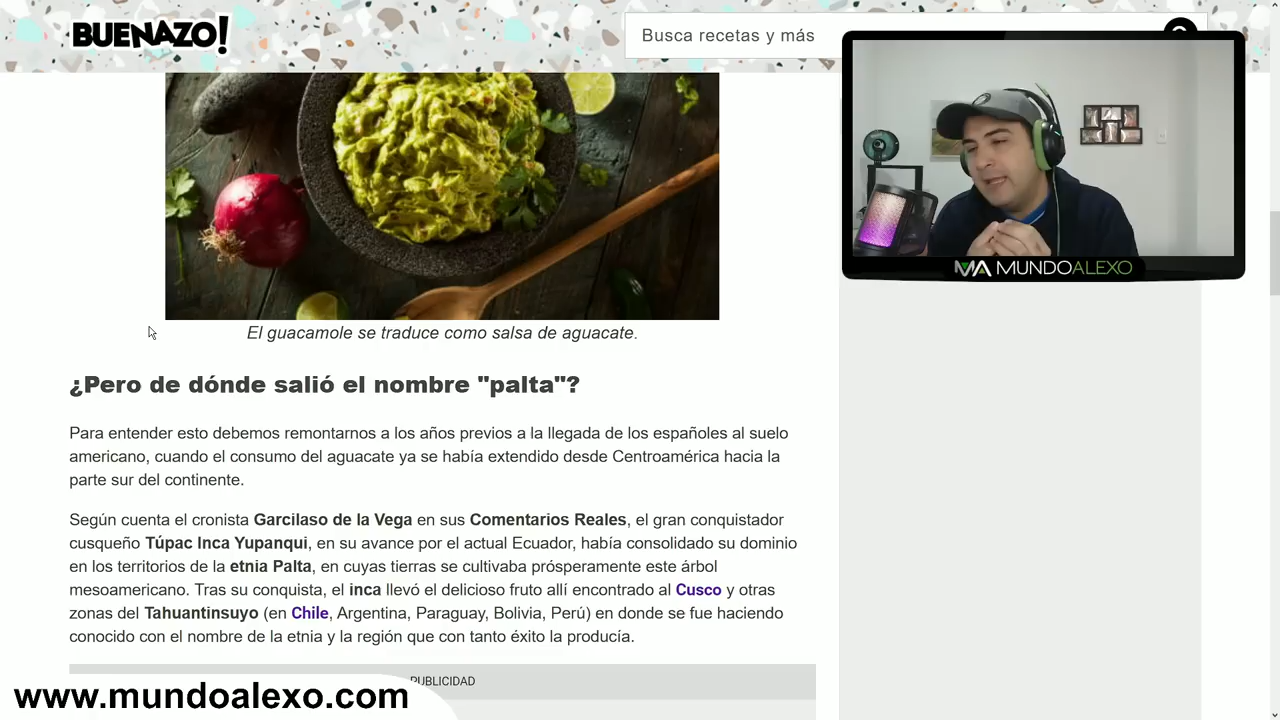 BUENAZO!
Busca recetas y más
MA MUNDOALEXO
El guacamole se traduce como salsa de aguacate.
¿Pero de dónde salió el nombre "palta"?
Para entender esto debemos remontarnos a los años previos a la llegada de los españoles al suelo
americano, cuando el consumo del aguacate ya se había extendido desde Centroamérica hacia la
parte sur del continente.
Según cuenta el cronista Garcilaso de la Vega en sus Comentarios Reales, el gran conquistador
cusqueño Túpac Inca Yupanqui, en su avance por el actual Ecuador, había consolidado su dominio
en los territorios de la etnia Palta, en cuyas tierras se cultivaba prósperamente este árbol
mesoamericano. Tras su conquista, el inca llevó el delicioso fruto allí encontrado al Cusco y otras
zonas del Tahuantinsuyo (en Chile, Argentina, Paraguay, Bolivia, Perú) en donde se fue haciendo
conocido con el nombre de la etnia y la región que con tanto éxito la producía.
PUBLICIDAD
www.mundoalexo.com